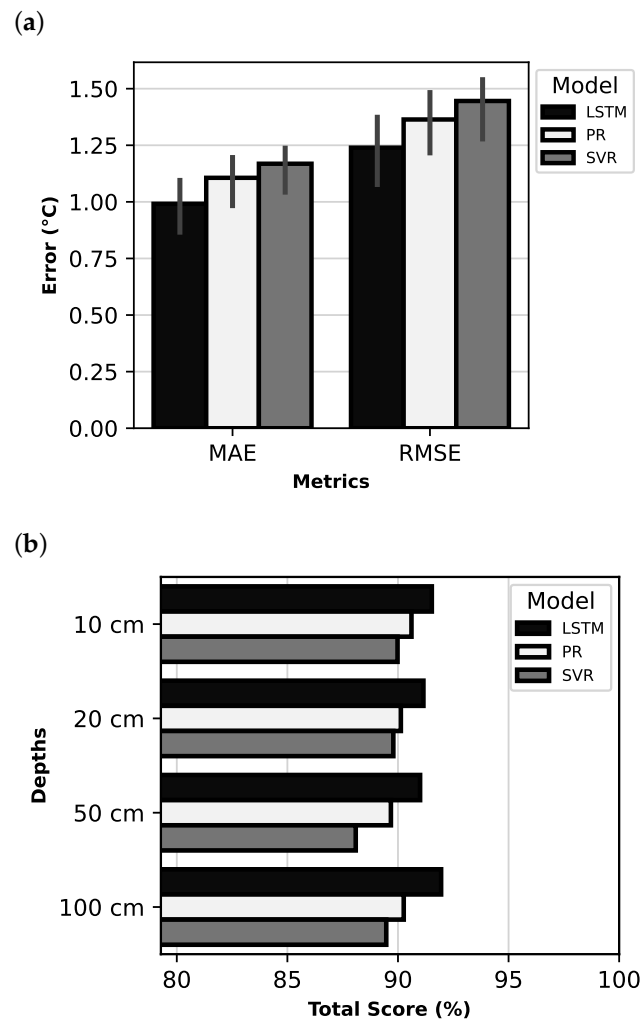 (a)
1.50
1.25
1.00
0.75
0.50
0.25
0.00
Error (°C)
MAE
RMSE
Metrics
Model
LSTM
PR
SVR
(b)
10 cm
20 cm
50 cm
100 cm
Depths
80
85
90
95
100
Total Score (%)
Model
LSTM
PR
SVR